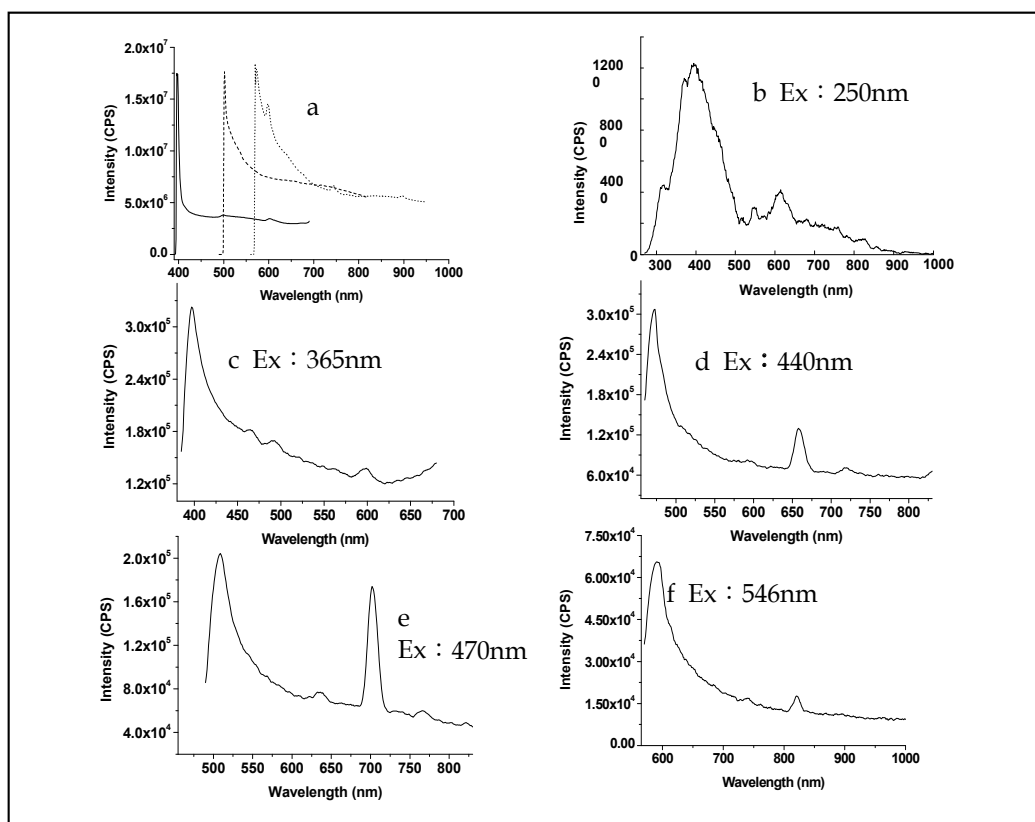 2.0x10⁷
1.5x10⁷
1.0x10⁷
5.0x10⁶
0.0
Intensity (CPS)
a
400 500 600 700 800 900 1000
Wavelength (nm)
1200
0
800
0
400
0
0
Intensity (CPS)
b Ex：250nm
300 400 500 600 700 800 900 1000
Wavelength (nm)
3.0x10⁵
2.4x10⁵
1.8x10⁵
1.2x10⁵
Intensity (CPS)
c Ex：365nm
400 450 500 550 600 650 700
Wavelength (nm)
3.0x10⁵
2.4x10⁵
1.8x10⁵
1.2x10⁵
6.0x10⁴
Intensity (CPS)
d Ex：440nm
500 550 600 650 700 750 800
Wavelength (nm)
2.0x10⁵
1.6x10⁵
1.2x10⁵
8.0x10⁴
4.0x10⁴
Intensity (CPS)
e
Ex：470nm
500 550 600 650 700 750 800
Wavelength (nm)
7.50x10⁴
6.00x10⁴
4.50x10⁴
3.00x10⁴
1.50x10⁴
0.00
Intensity (CPS)
f Ex：546nm
600 700 800 900 1000
Wavelength (nm)